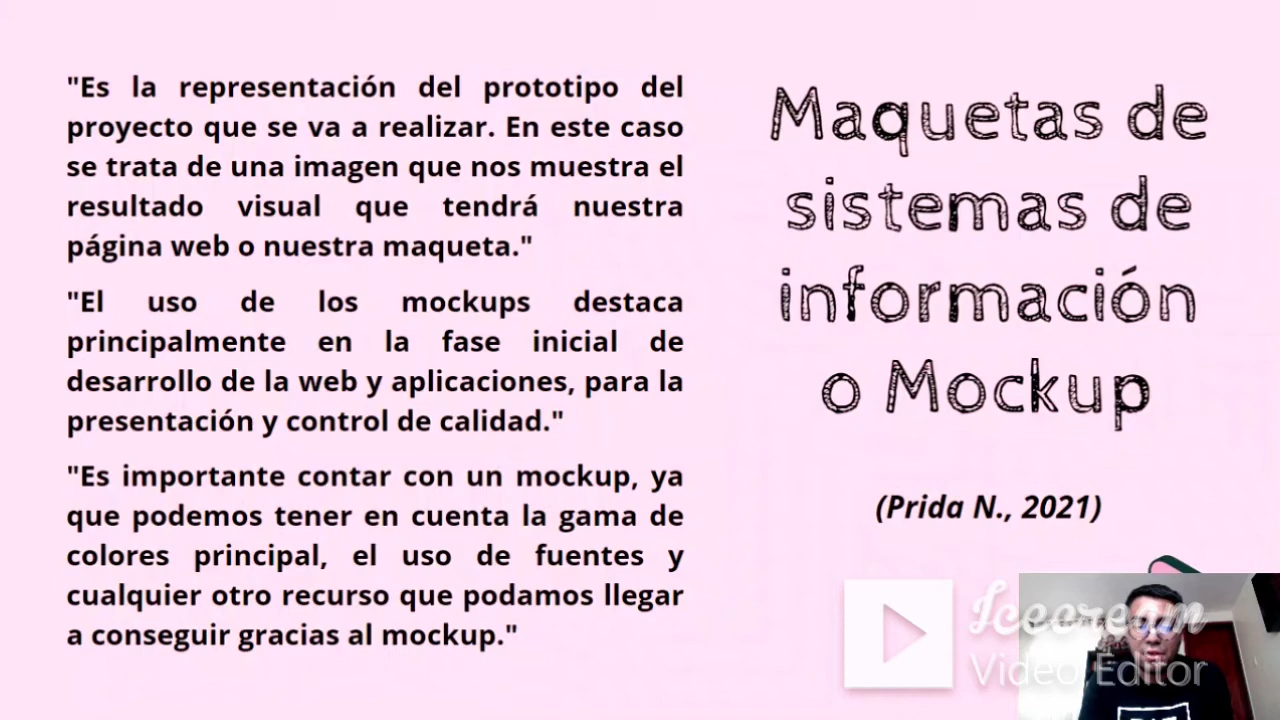 "Es la representación del prototipo del
proyecto que se va a realizar. En este caso
se trata de una imagen que nos muestra el
resultado visual que tendrá nuestra
página web o nuestra maqueta."
"El uso de los mockups destaca
principalmente en la fase inicial de
desarrollo de la web y aplicaciones, para la
presentación y control de calidad."
"Es importante contar con un mockup, ya
que podemos tener en cuenta la gama de
colores principal, el uso de fuentes y
cualquier otro recurso que podamos llegar
a conseguir gracias al mockup."
Maquetas de
sistemas de
información
o Mockup
(Prida N., 2021)
Icecream
Video Editor